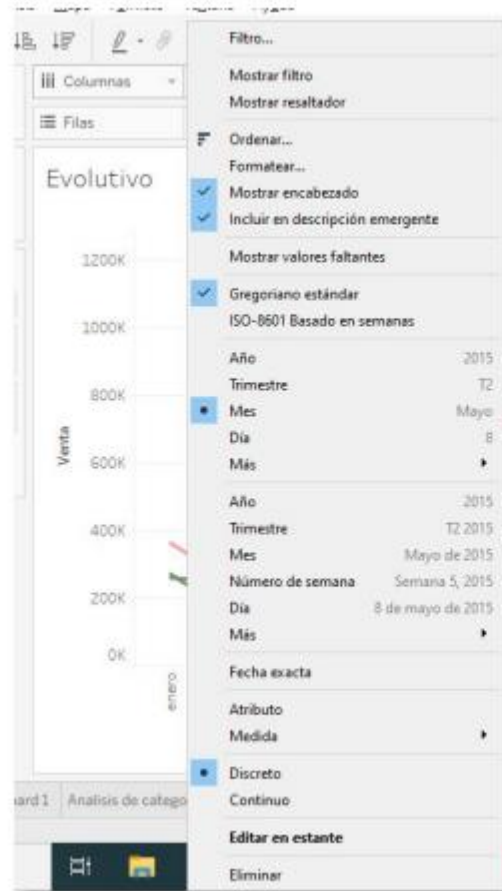 Columnas
Filas
Evolutivo
1200K
1000K
800K
600K
400K
200K
0K
Venta
enero
Filtro...
Mostrar filtro
Mostrar resaltador
Ordenar...
Formatear...
Mostrar encabezado
Incluir en descripción emergente
Mostrar valores faltantes
Gregoriano estándar
ISO-8601 Basado en semanas
Año 2015
Trimestre T2
Mes Mayo
Día 8
Más
Año 2015
Trimestre T2 2015
Mes Mayo de 2015
Número de semana Semana 5, 2015
Día 8 de mayo de 2015
Más
Fecha exacta
Atributo
Medida
Discreto
Continuo
Editar en estante
Eliminar
ard 1 Analisis de catego